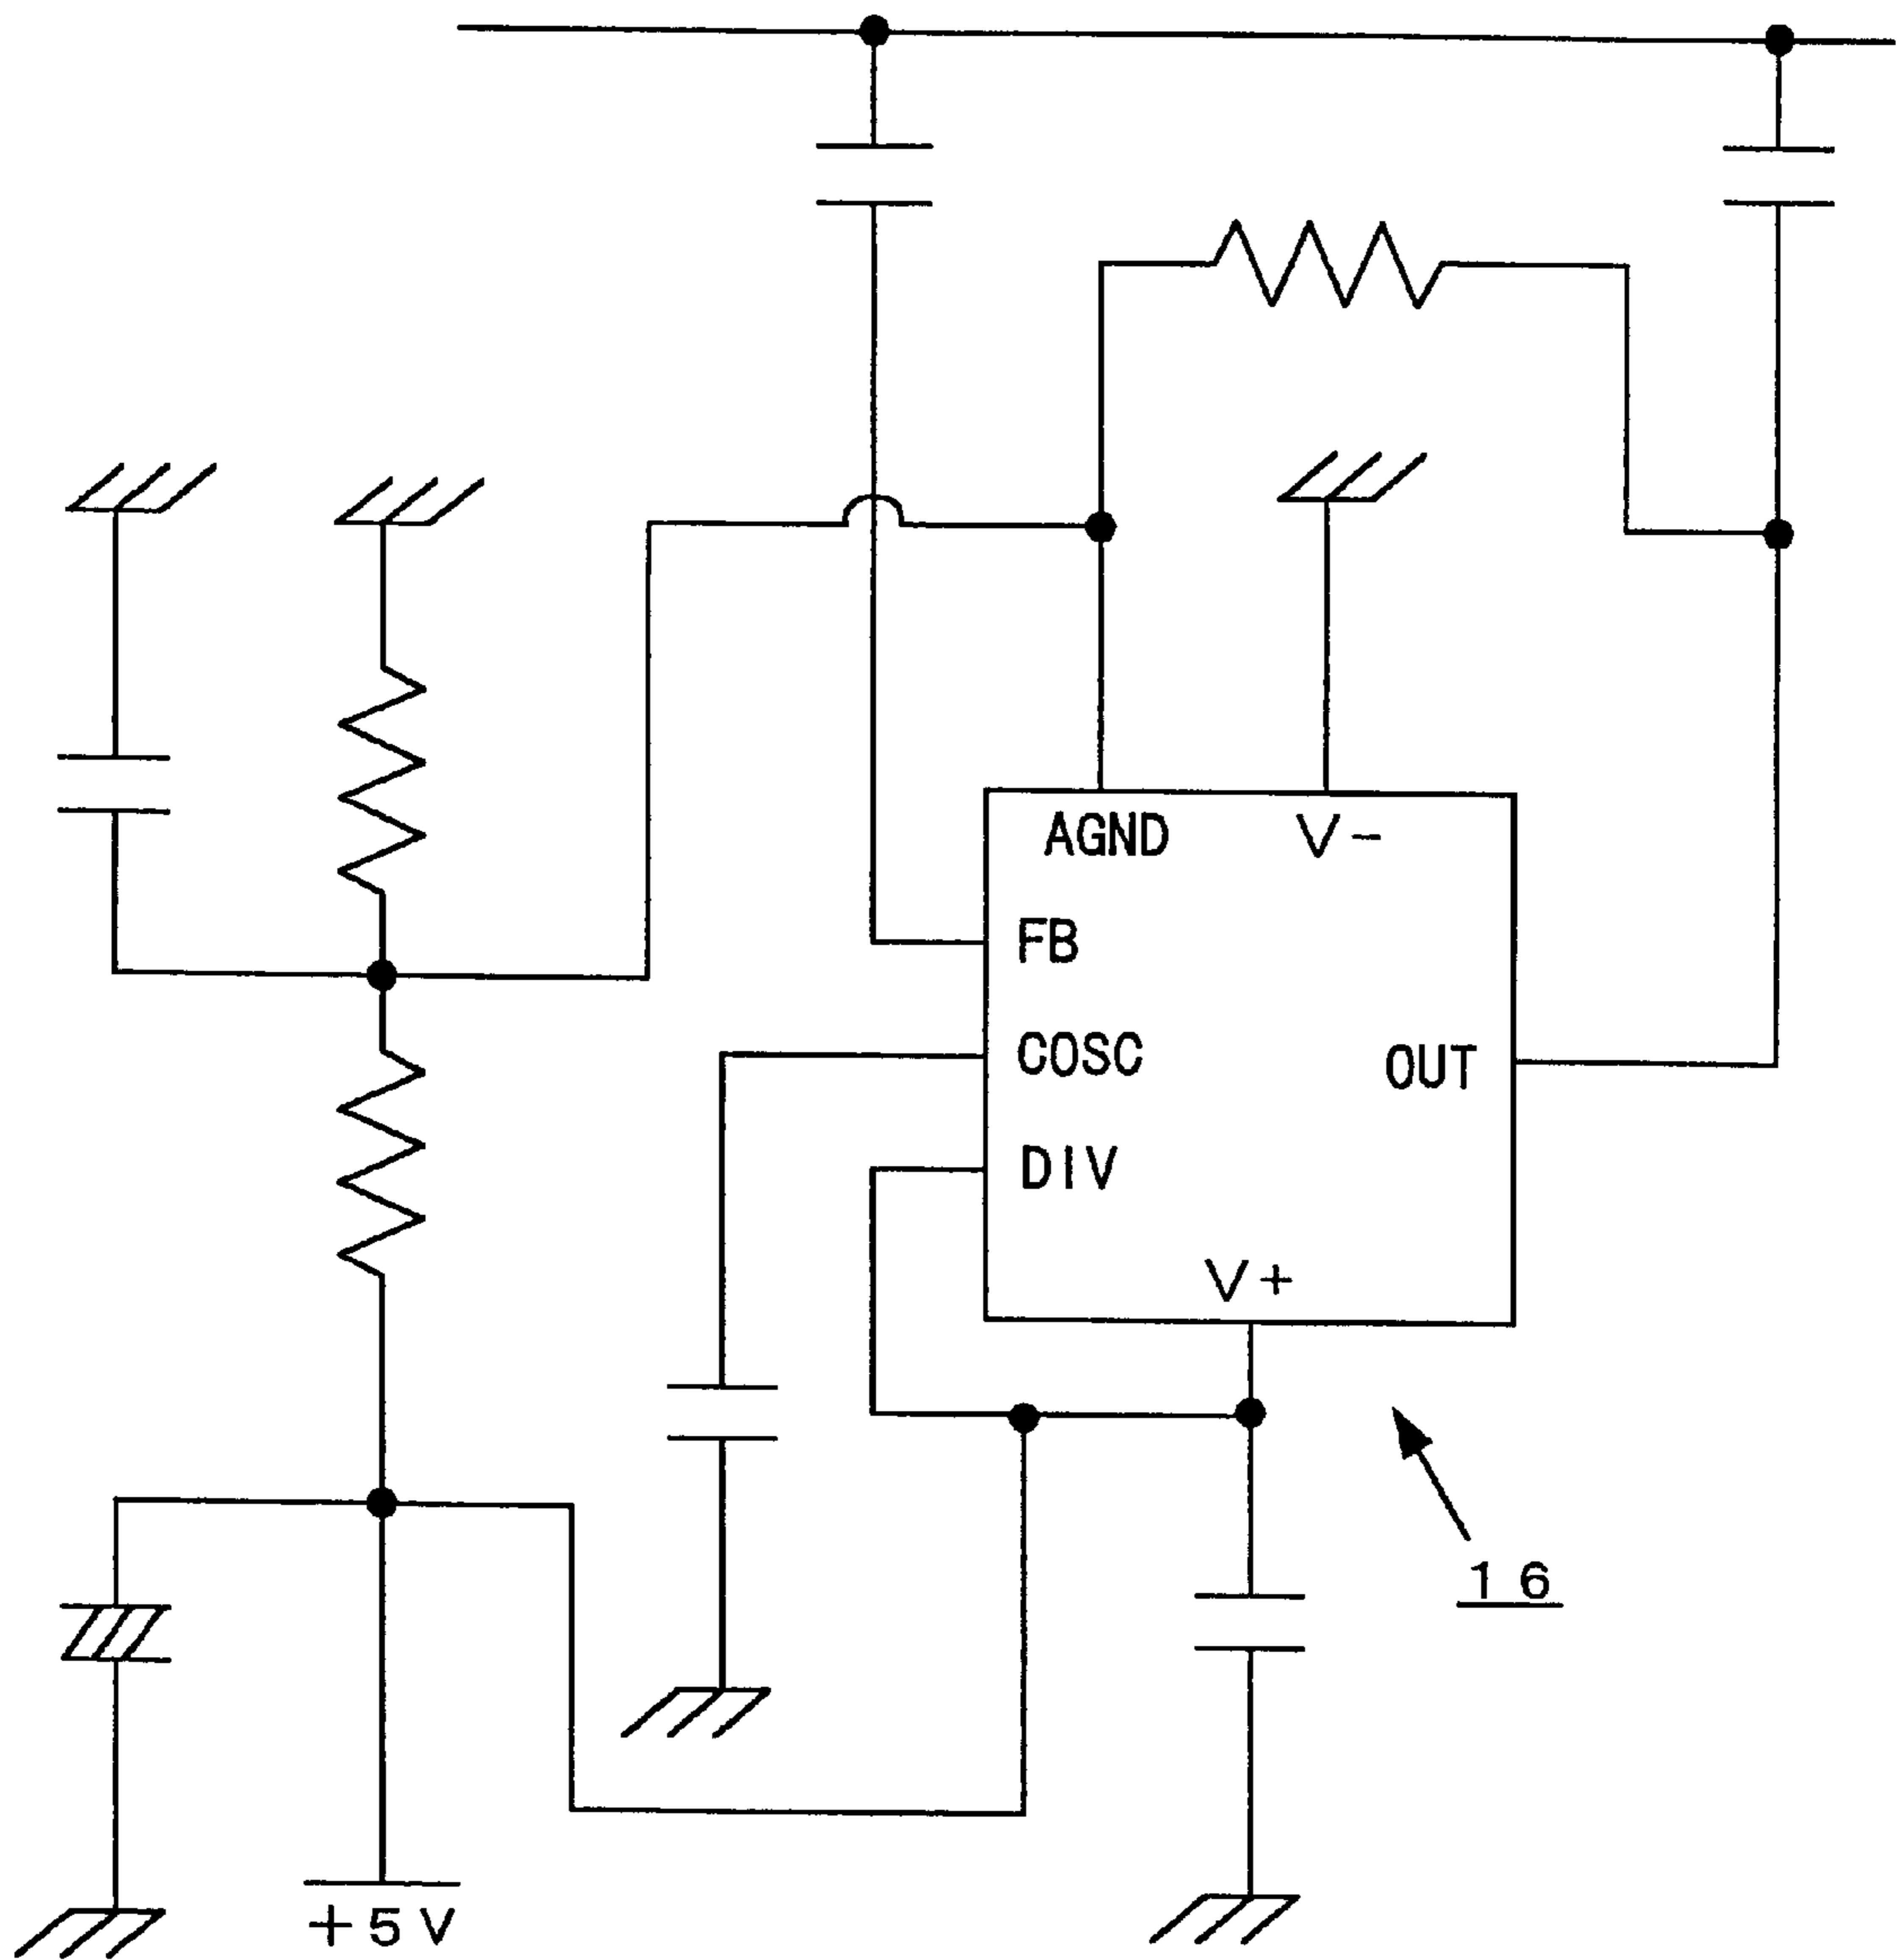 AGND V-
FB
COSC
OUT
DIV
V+
16
+5V